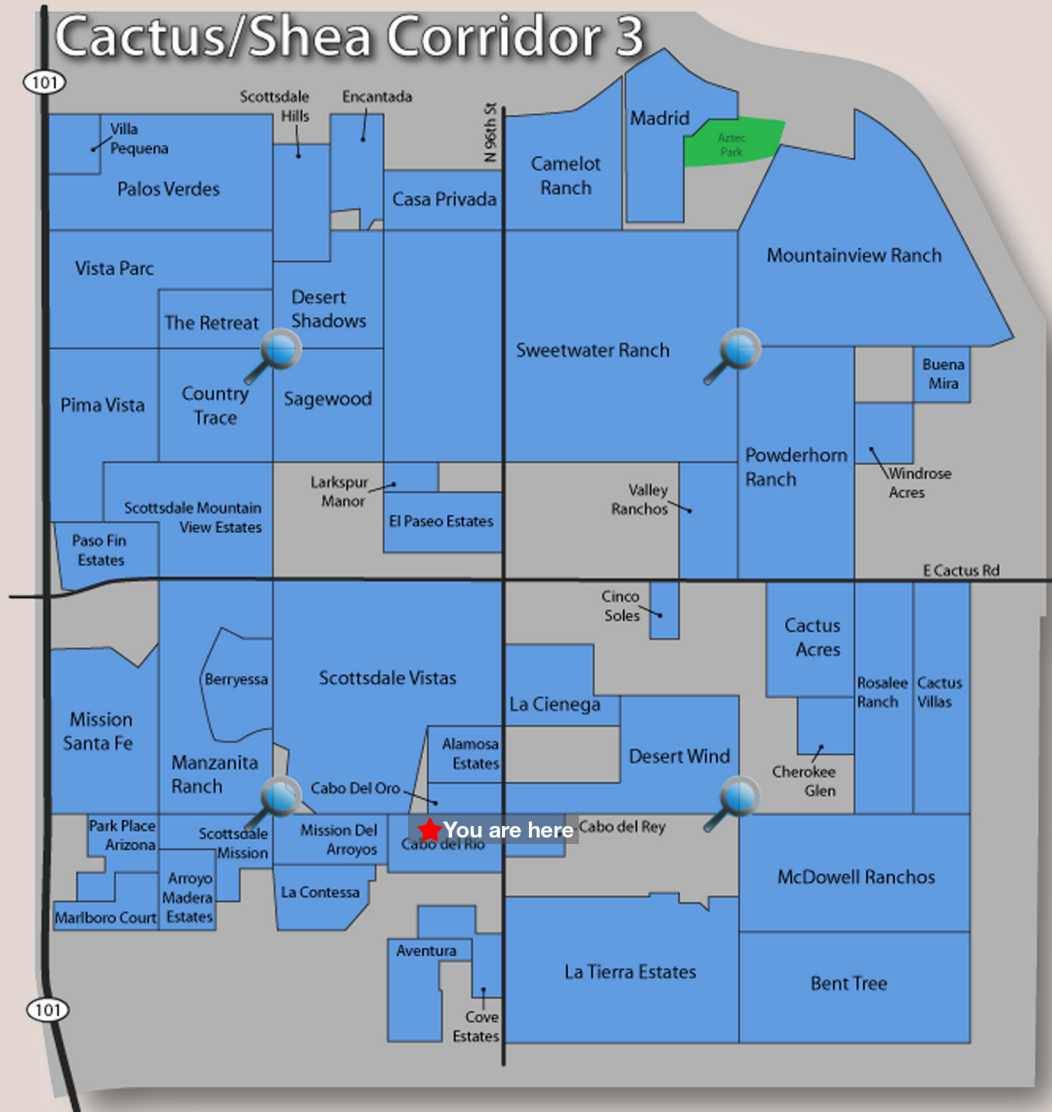 Cactus/Shea Corridor 3
101
Scottsdale
Hills
Encantada
N 96th St
Villa
Pequena
Palos Verdes
Casa Privada
Camelot
Ranch
Madrid
Aztec
Park
Vista Parc
The Retreat
Desert
Shadows
Sweetwater Ranch
Mountainview Ranch
Pima Vista
Country
Trace
Sagewood
Buena
Mira
Powderhorn
Ranch
Windrose
Acres
Larkspur
Manor
El Paseo Estates
Valley
Ranchos
Scottsdale Mountain
View Estates
Paso Fin
Estates
E Cactus Rd
Cinco
Soles
Cactus
Acres
Rosalee
Ranch
Cactus
Villas
Cherokee
Glen
Berryessa
Scottsdale Vistas
La Cienega
Desert Wind
Mission
Santa Fe
Manzanita
Ranch
Alamosa
Estates
Cabo Del Oro
You are here
Cabo del Rio
Cabo del Rey
Park Place
Arizona
Scottsdale
Mission
Mission Del
Arroyos
La Contessa
Arroyo
Madera
Estates
Marlboro Court
McDowell Ranchos
Aventura
Cove
Estates
La Tierra Estates
Bent Tree
101